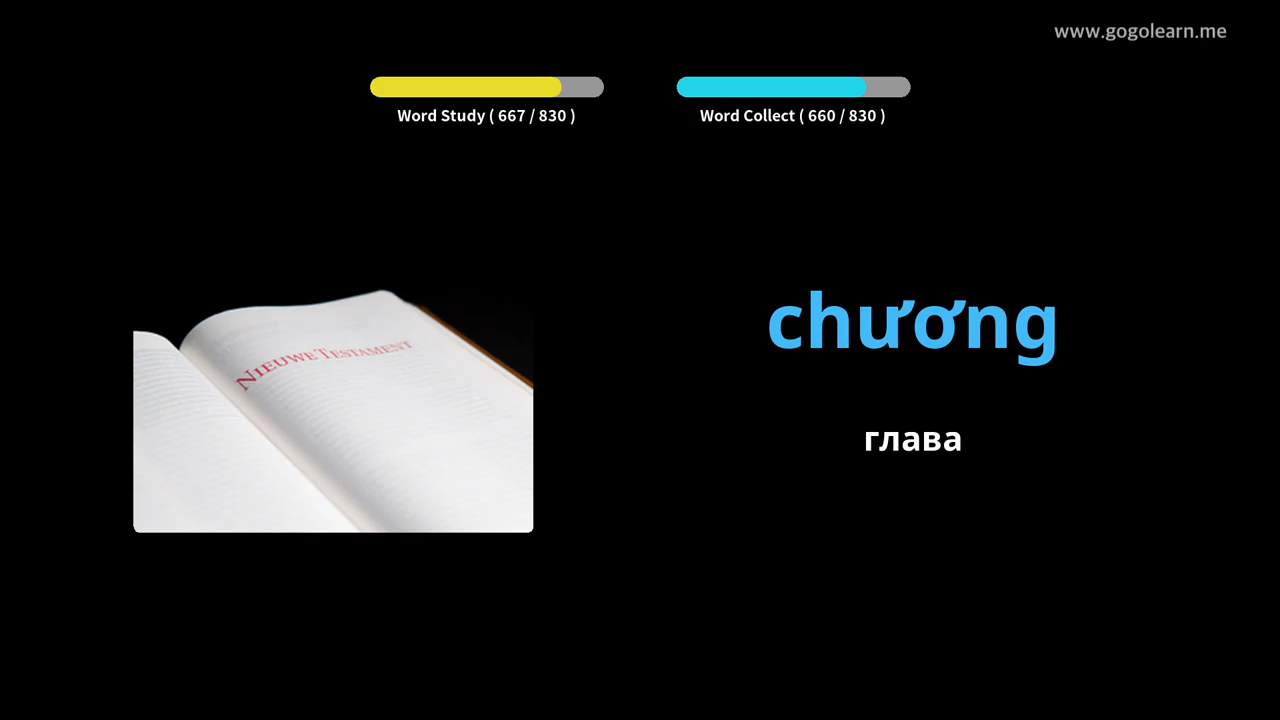 www.gogolearn.me
Word Study ( 667 / 830 )
Word Collect ( 660 / 830 )
NIEUWE TESTAMENT
chương
глава